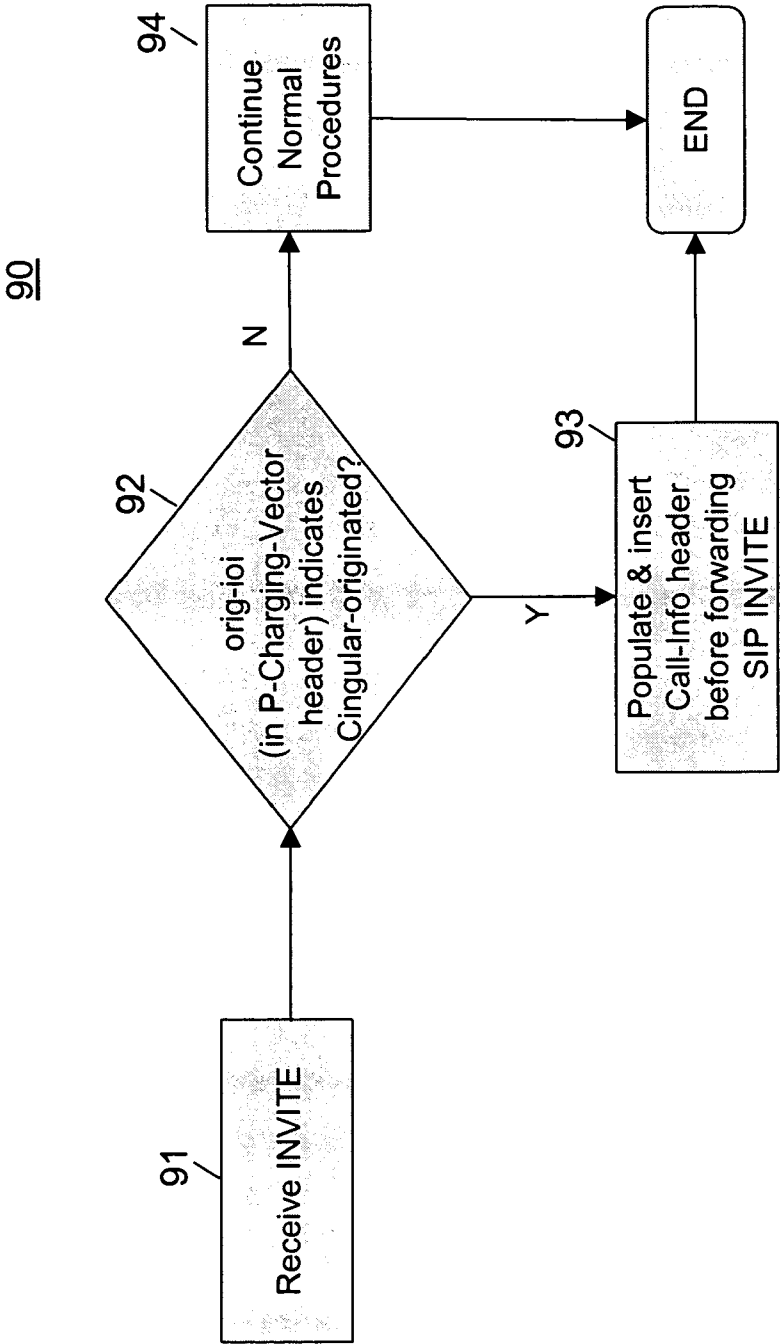 90
91
Receive INVITE
92
orig-ioi
(in P-Charging-Vector
header) indicates
Cingular-originated?
N
94
Continue
Normal
Procedures
Y
93
Populate & insert
Call-Info header
before forwarding
SIP INVITE
END